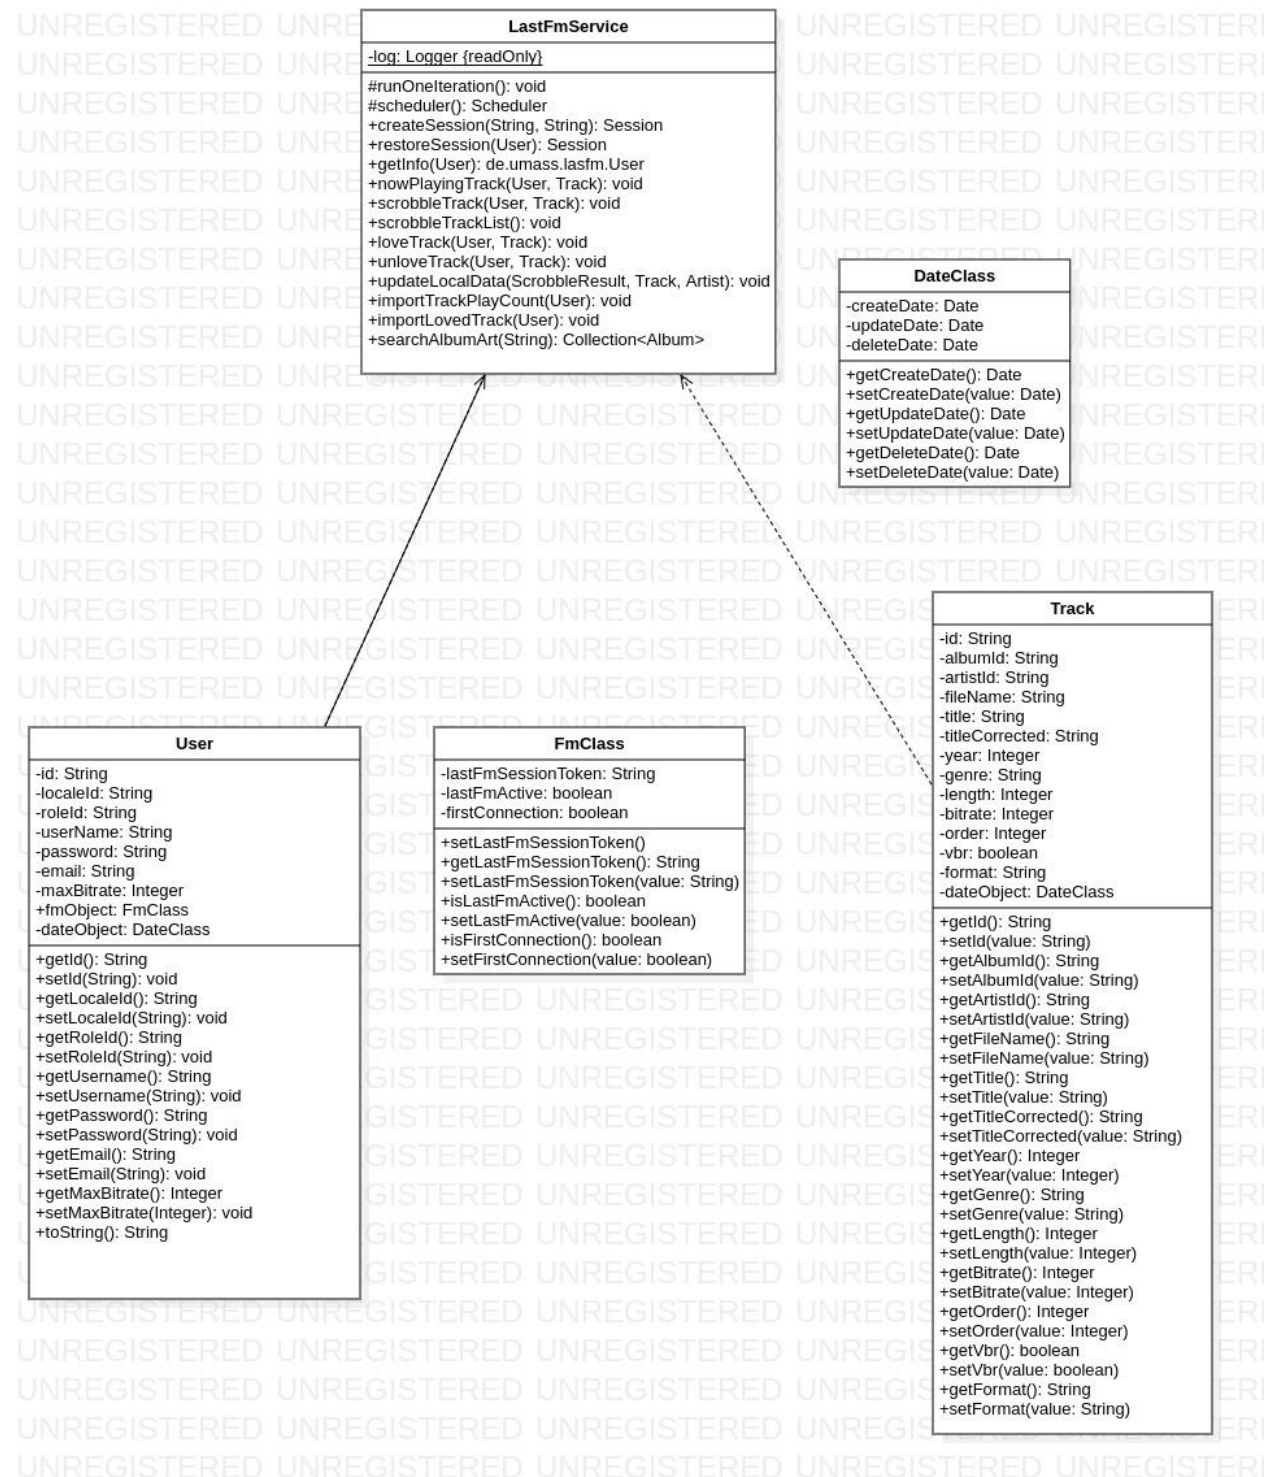 LastFmService
-log: Logger {readOnly}
#runOneIteration(): void
#scheduler(): Scheduler
+createSession(String, String): Session
+restoreSession(User): Session
+getInfo(User): de.umass.lasfm.User
+nowPlayingTrack(User, Track): void
+scrobbleTrack(User, Track): void
+scrobbleTrackList(): void
+loveTrack(User, Track): void
+unloveTrack(User, Track): void
+updateLocalData(ScrobbleResult, Track, Artist): void
+importTrackPlayCount(User): void
+importLovedTrack(User): void
+searchAlbumArt(String): Collection<Album>
DateClass
-createDate: Date
-updateDate: Date
-deleteDate: Date
+getCreateDate(): Date
+setCreateDate(value: Date)
+getUpdateDate(): Date
+setUpdateDate(value: Date)
+getDeleteDate(): Date
+setDeleteDate(value: Date)
User
-id: String
-localeId: String
-roleId: String
-userName: String
-password: String
-email: String
-maxBitrate: Integer
+fmObject: FmClass
-dateObject: DateClass
+getId(): String
+setId(String): void
+getLocaleId(): String
+setLocaleId(String): void
+getRoleId(): String
+setRoleId(String): void
+getUsername(): String
+setUsername(String): void
+getPassword(): String
+setPassword(String): void
+getEmail(): String
+setEmail(String): void
+getMaxBitrate(): Integer
+setMaxBitrate(Integer): void
+toString(): String
FmClass
-lastFmSessionToken: String
-lastFmActive: boolean
-firstConnection: boolean
+setLastFmSessionToken()
+getLastFmSessionToken(): String
+setLastFmSessionToken(value: String)
+isLastFmActive(): boolean
+setLastFmActive(value: boolean)
+isFirstConnection(): boolean
+setFirstConnection(value: boolean)
Track
-id: String
-albumId: String
-artistId: String
-fileName: String
-title: String
-titleCorrected: String
-year: Integer
-genre: String
-length: Integer
-bitrate: Integer
-order: Integer
-vbr: boolean
-format: String
-dateObject: DateClass
+getId(): String
+setId(value: String)
+getAlbumId(): String
+setAlbumId(value: String)
+getArtistId(): String
+setArtistId(value: String)
+getFileName(): String
+setFileName(value: String)
+getTitle(): String
+setTitle(value: String)
+getTitleCorrected(): String
+setTitleCorrected(value: String)
+getYear(): Integer
+setYear(value: Integer)
+getGenre(): String
+setGenre(value: String)
+getLength(): Integer
+setLength(value: Integer)
+getBitrate(): Integer
+setBitrate(value: Integer)
+getOrder(): Integer
+setOrder(value: Integer)
+getVbr(): boolean
+setVbr(value: boolean)
+getFormat(): String
+setFormat(value: String)
UNREGISTERED